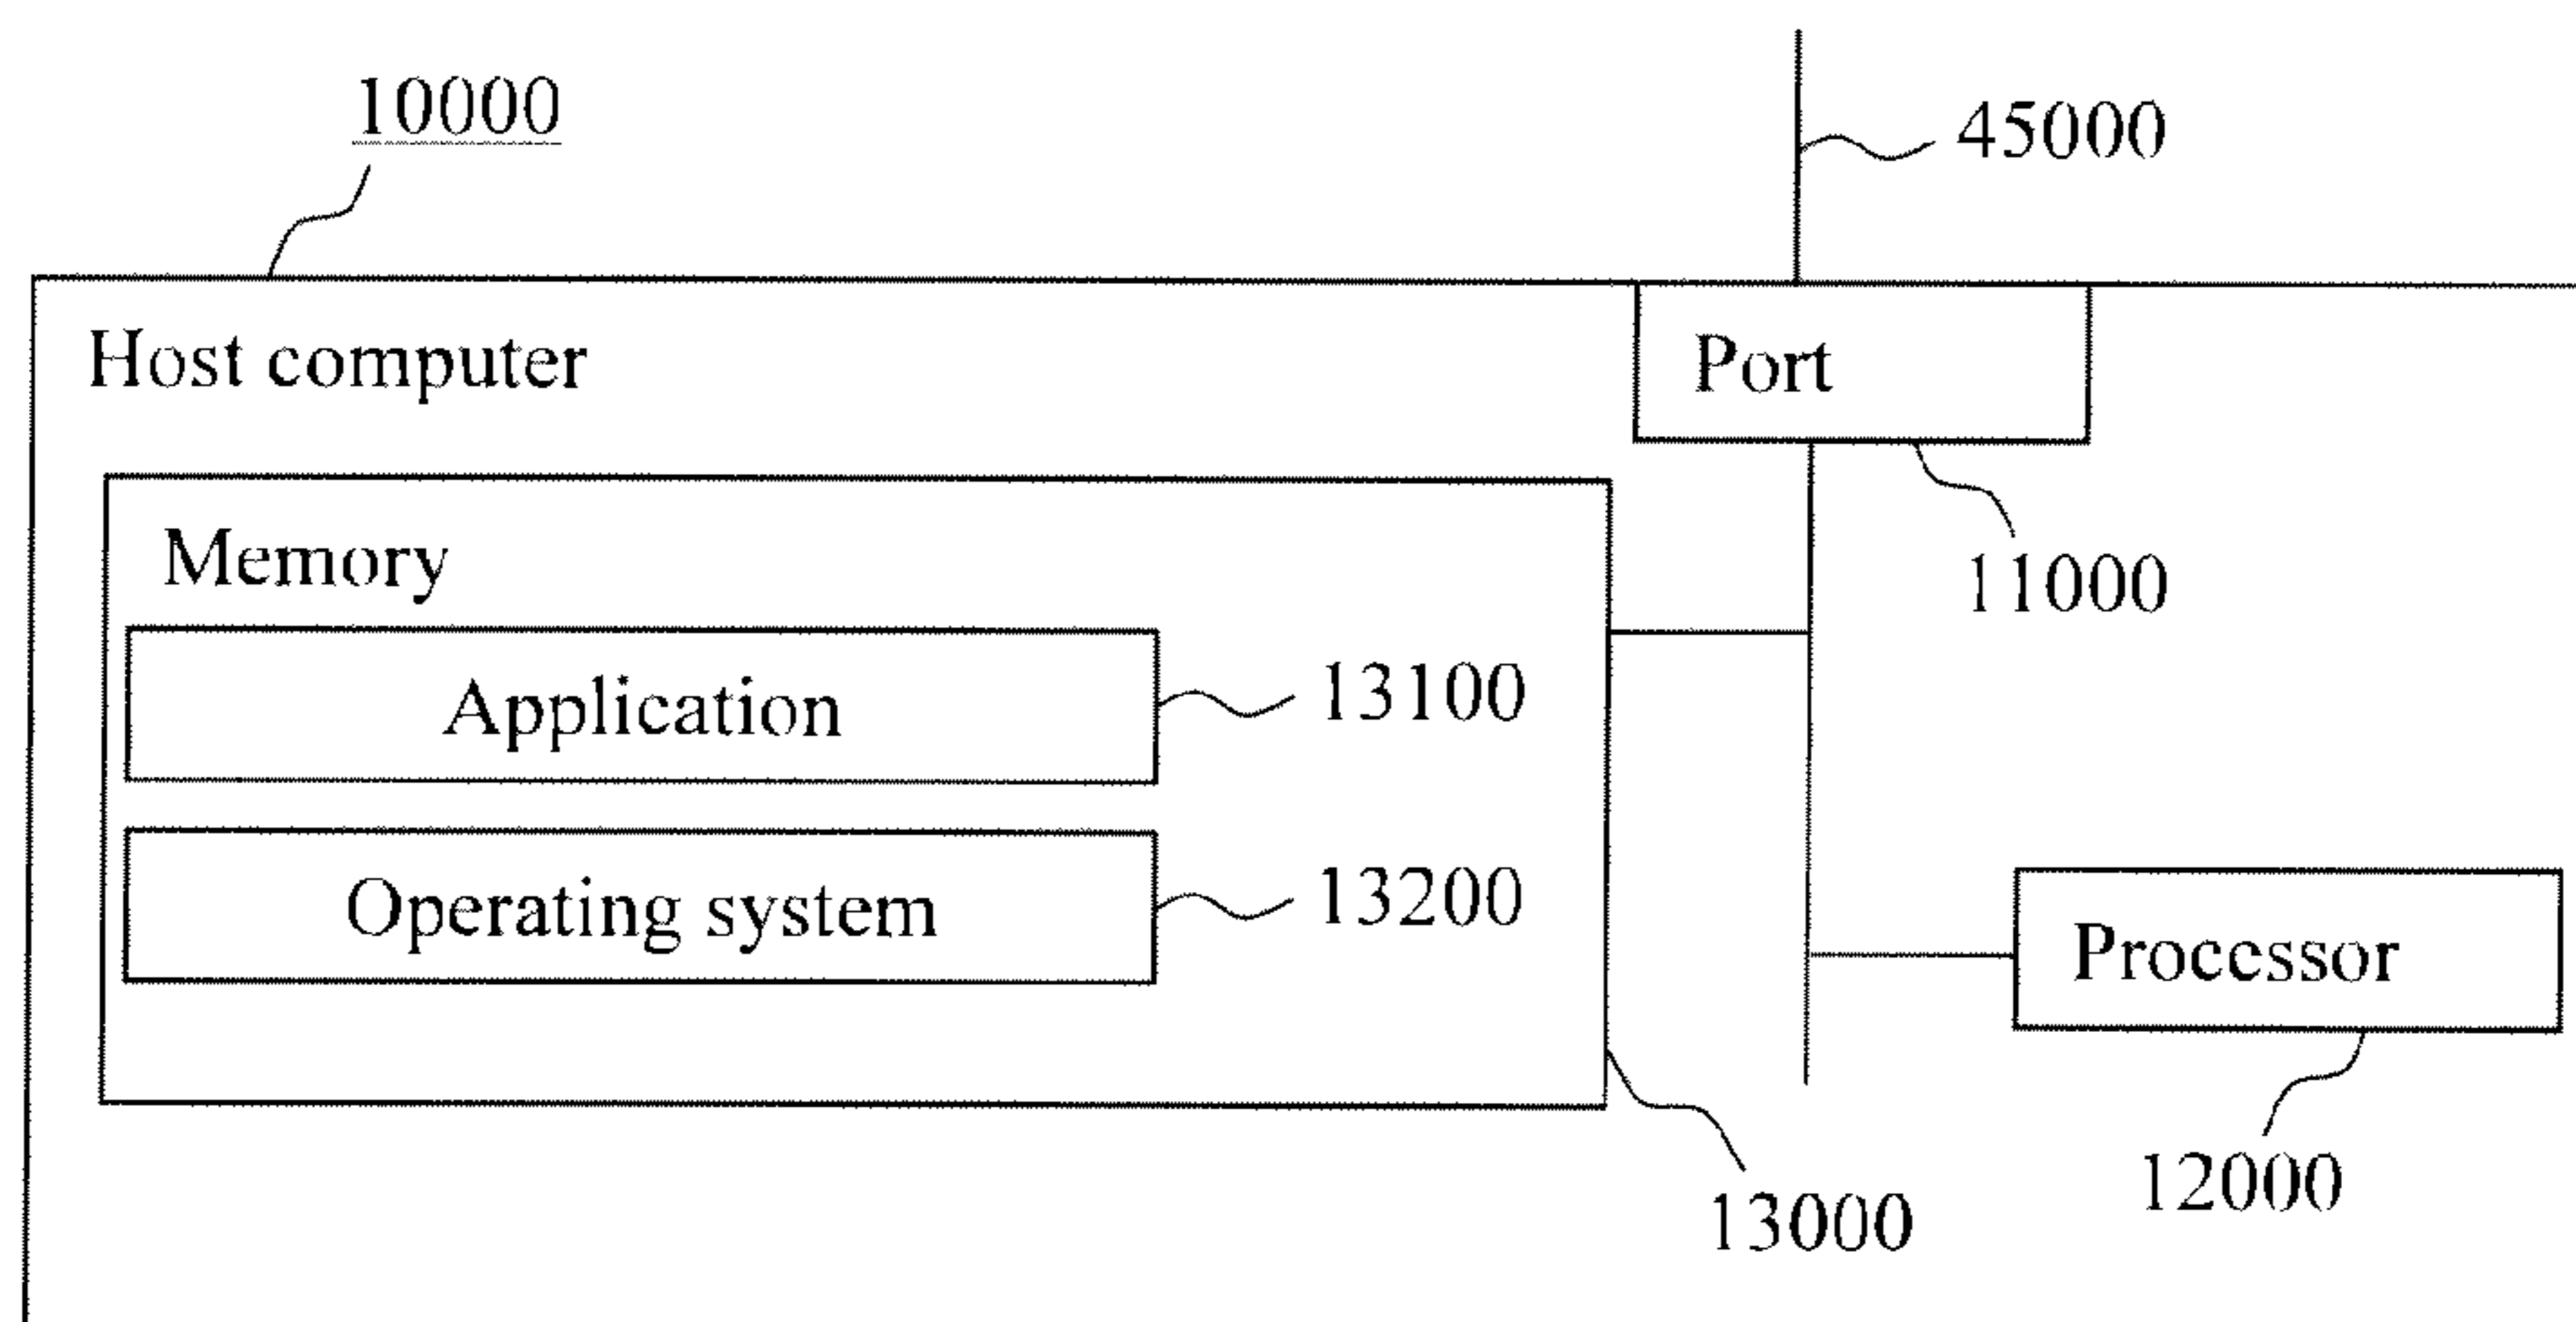 10000
45000
Host computer
Port
Memory
11000
Application
13100
Operating system
13200
Processor
12000
13000